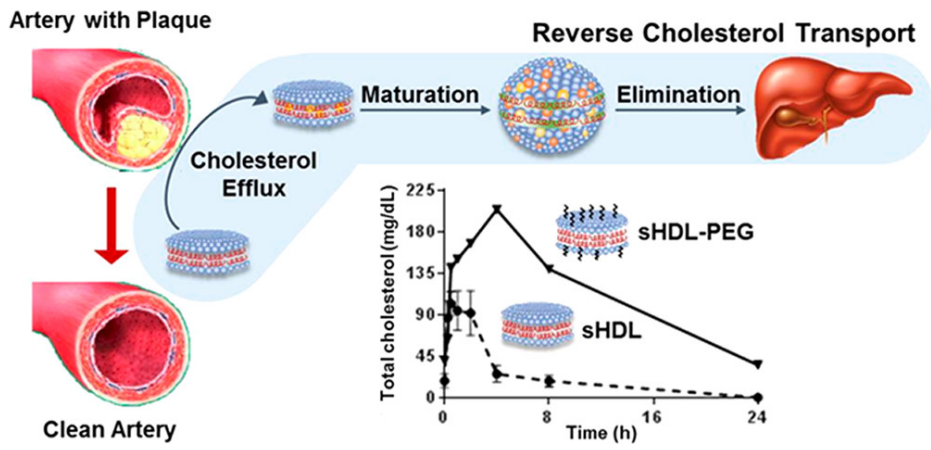 Artery with Plaque
Reverse Cholesterol Transport
Maturation
Elimination
Cholesterol
Efflux
Clean Artery
Total cholesterol (mg/dL)
225
180
135
90
45
0
0
8
16
24
Time (h)
sHDL-PEG
sHDL